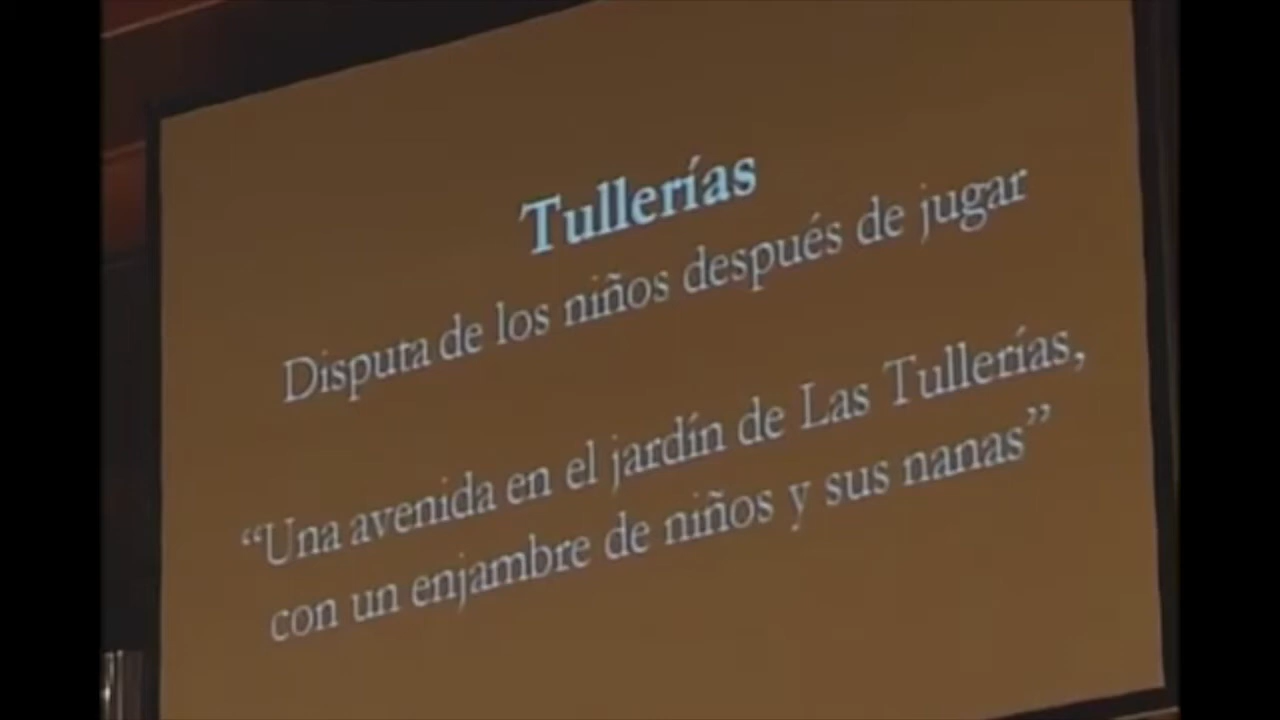 Tullerías
Disputa de los niños después de jugar
“Una avenida en el jardín de Las Tullerías,
con un enjambre de niños y sus nanas”